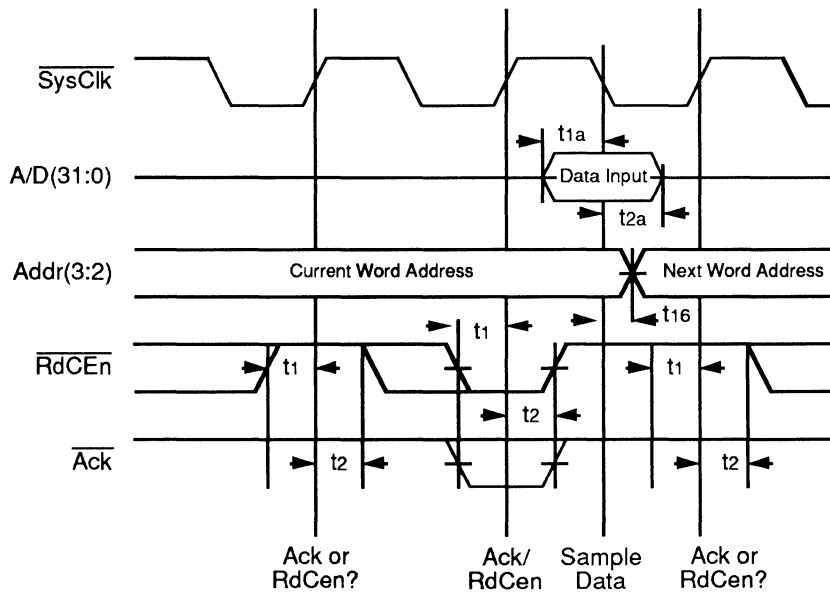 SysClk
t1a
A/D(31:0)
Data Input
t2a
Addr(3:2)
Current Word Address
Next Word Address
t1
t16
RdCEn
t1
t1
t2
Ack
t2
t2
Ack or
RdCen?
Ack/
RdCen
Sample
Data
Ack or
RdCen?